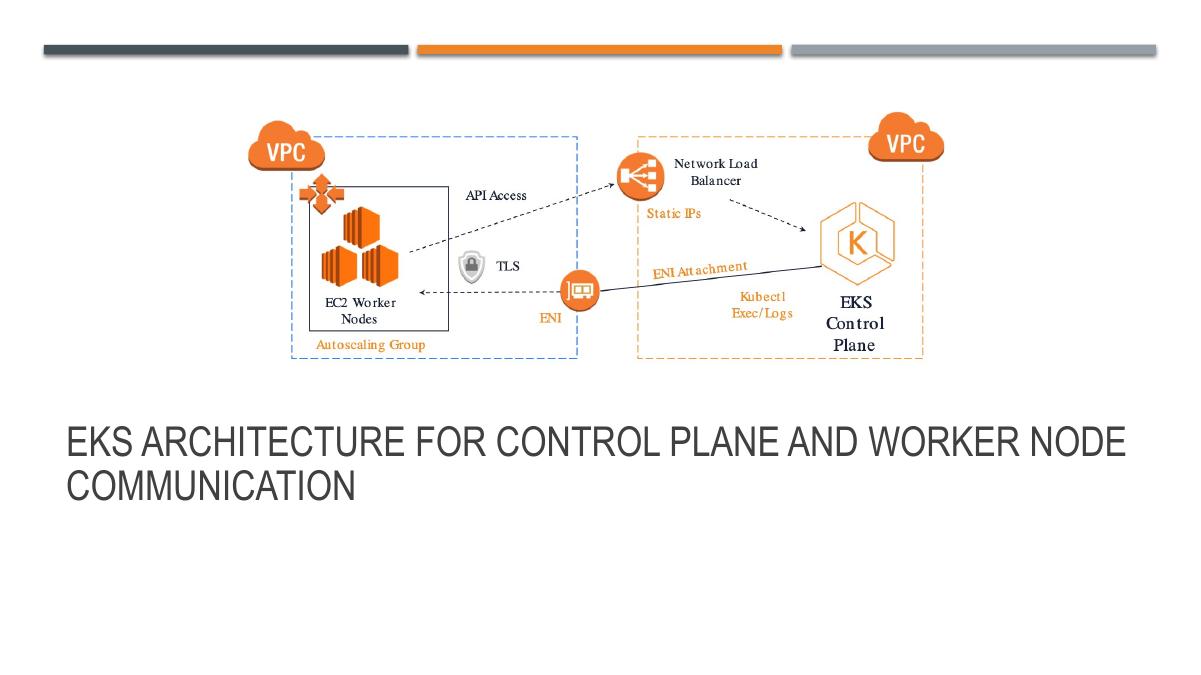 VPC
VPC
Network Load
Balancer
API Access
Static IPs
K
TLS
ENI Attachment
EC2 Worker
Nodes
ENI
Kubectl
Exec/Logs
EKS
Control
Plane
Autoscaling Group
EKS ARCHITECTURE FOR CONTROL PLANE AND WORKER NODE
COMMUNICATION